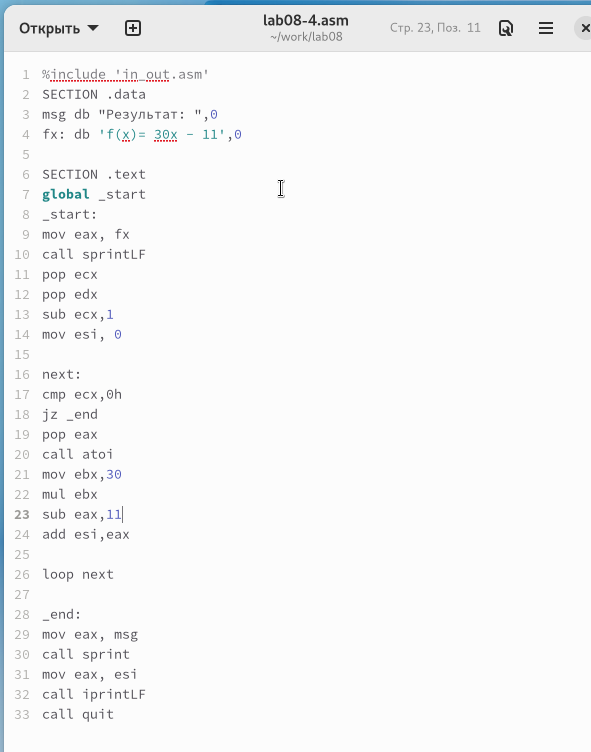 Открыть
lab08-4.asm
~/work/lab08
Стр. 23, Поз. 11
1 %include 'in_out.asm'
2 SECTION .data
3 msg db "Результат: ",0
4 fx: db 'f(x)= 30x - 11',0
5
6 SECTION .text
7 global _start
8 _start:
9 mov eax, fx
10 call sprintLF
11 pop ecx
12 pop edx
13 sub ecx,1
14 mov esi, 0
15
16 next:
17 cmp ecx,0h
18 jz _end
19 pop eax
20 call atoi
21 mov ebx,30
22 mul ebx
23 sub eax,11
24 add esi,eax
25
26 loop next
27
28 _end:
29 mov eax, msg
30 call sprint
31 mov eax, esi
32 call iprintLF
33 call quit